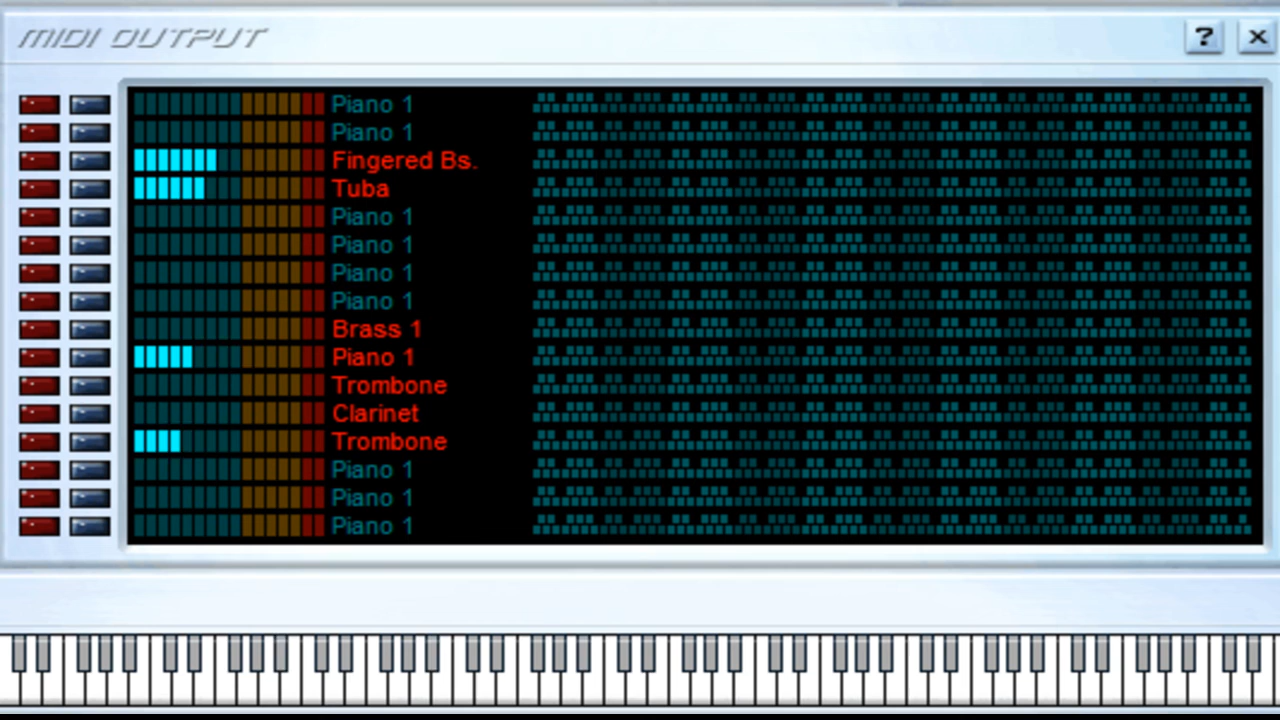 MIDI OUTPUT
? ×
Piano 1
Piano 1
Fingered Bs.
Tuba
Piano 1
Piano 1
Piano 1
Piano 1
Brass 1
Piano 1
Trombone
Clarinet
Trombone
Piano 1
Piano 1
Piano 1